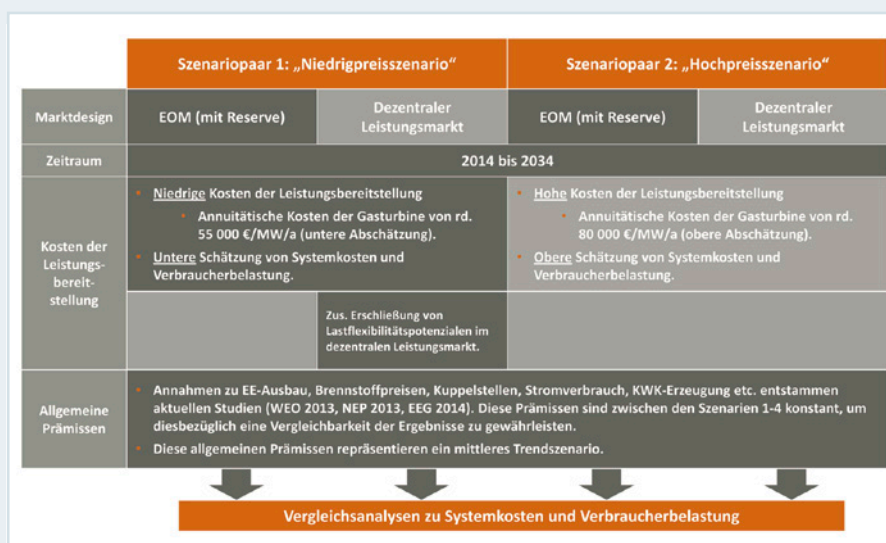 Szenariopaar 1: „Niedrigpreisszenario“
Szenariopaar 2: „Hochpreisszenario“
Marktdesign
EOM (mit Reserve)
Dezentraler
Leistungsmarkt
EOM (mit Reserve)
Dezentraler
Leistungsmarkt
Zeitraum
2014 bis 2034
Kosten der
Leistungs-
bereit-
stellung
• Niedrige Kosten der Leistungsbereitstellung
• Annuitätische Kosten der Gasturbine von rd.
55 000 €/MW/a (untere Abschätzung).
• Untere Schätzung von Systemkosten und
Verbraucherbelastung.
• Hohe Kosten der Leistungsbereitstellung
• Annuitätische Kosten der Gasturbine von rd.
80 000 €/MW/a (obere Abschätzung).
• Obere Schätzung von Systemkosten und
Verbraucherbelastung.
Zus. Erschließung von
Lastflexibilitätspotenzialen im
dezentralen Leistungsmarkt.
Allgemeine
Prämissen
• Annahmen zu EE-Ausbau, Brennstoffpreisen, Kuppelstellen, Stromverbrauch, KWK-Erzeugung etc. entstammen
aktuellen Studien (WEO 2013, NEP 2013, EEG 2014). Diese Prämissen sind zwischen den Szenarien 1-4 konstant, um
diesbezüglich eine Vergleichbarkeit der Ergebnisse zu gewährleisten.
• Diese allgemeinen Prämissen repräsentieren ein mittleres Trendszenario.
Vergleichsanalysen zu Systemkosten und Verbraucherbelastung